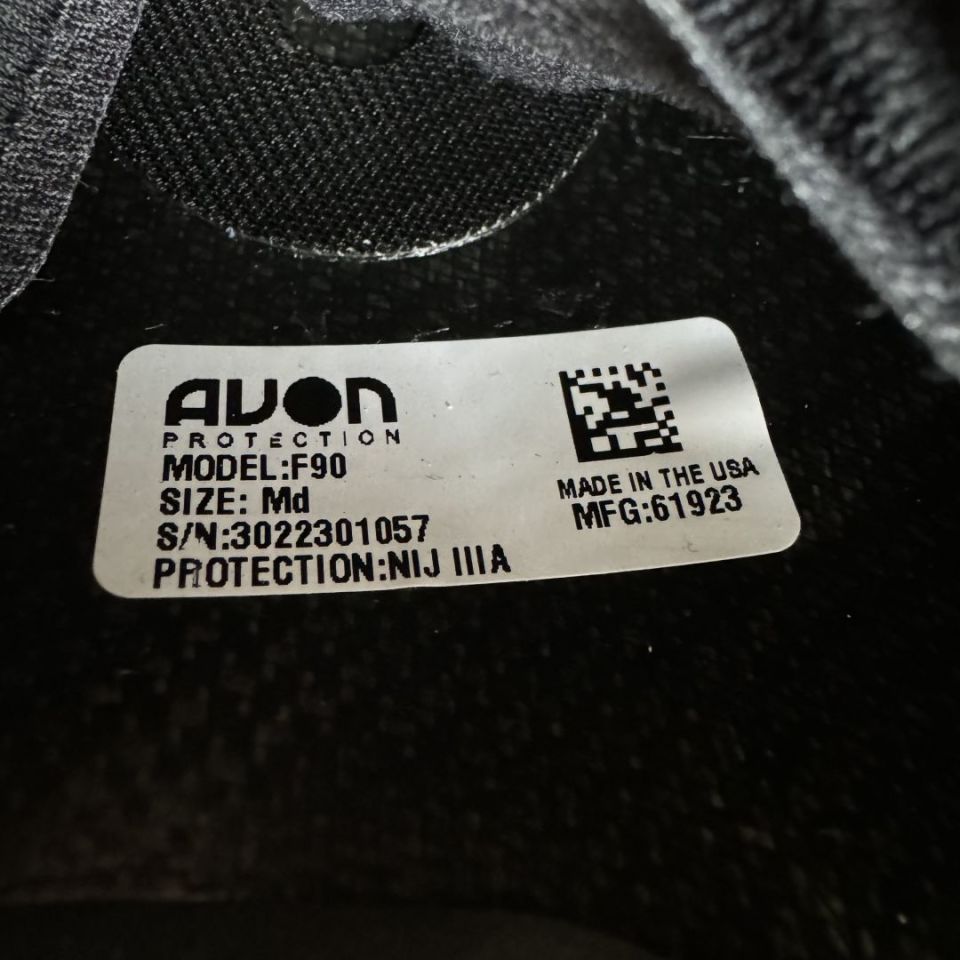 AVON
PROTECTION
MODEL:F90
SIZE: Md
S/N:3022301057
PROTECTION:NIJ IIIA
MADE IN THE USA
MFG:61923